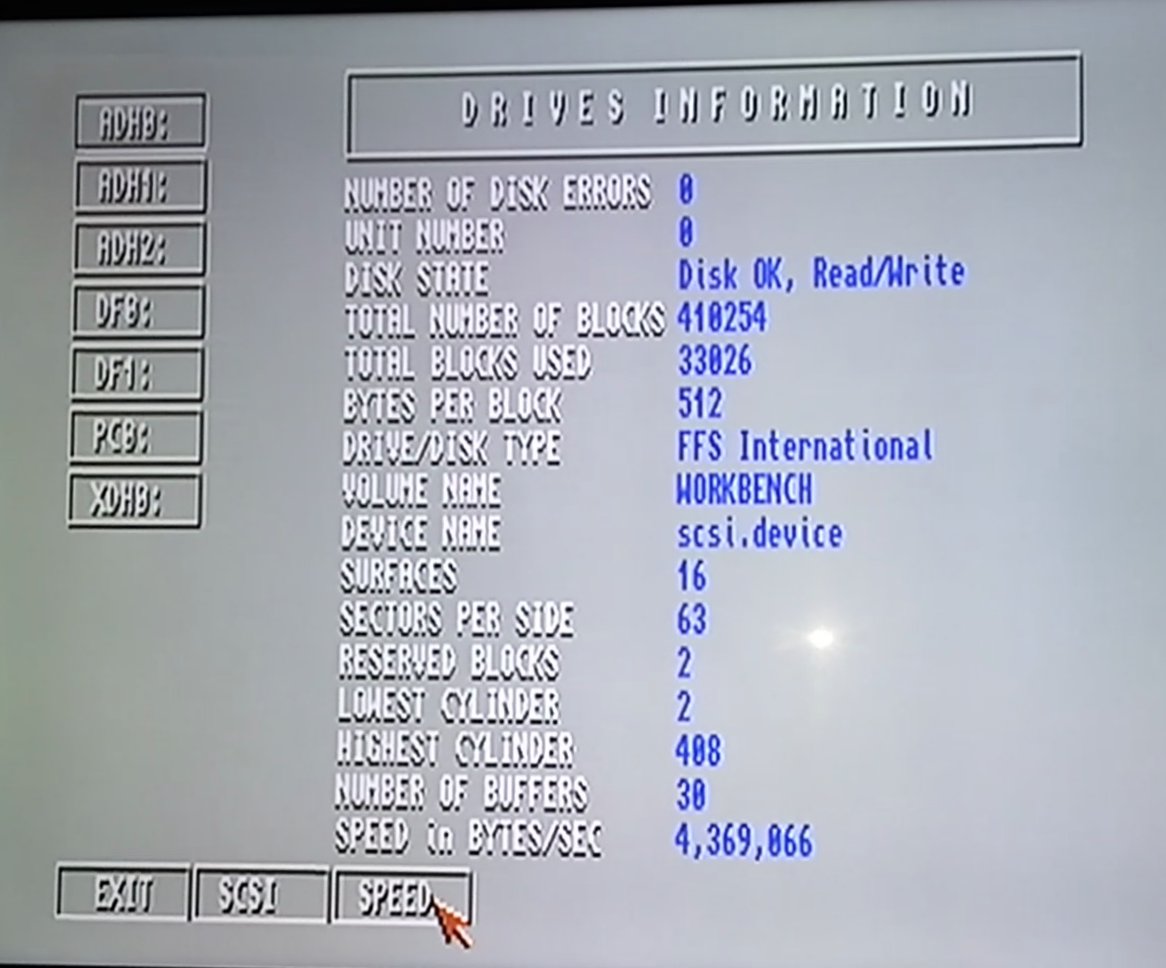 DRIVES INFORMATION
ADH0:
ADH1:
ADH2:
DF0:
DF1:
PC0:
XDH0:
NUMBER OF DISK ERRORS 0
UNIT NUMBER 0
DISK STATE Disk OK, Read/Write
TOTAL NUMBER OF BLOCKS 410254
TOTAL BLOCKS USED 33026
BYTES PER BLOCK 512
DRIVE/DISK TYPE FFS International
VOLUME NAME WORKBENCH
DEVICE NAME scsi.device
SURFACES 16
SECTORS PER SIDE 63
RESERVED BLOCKS 2
LOWEST CYLINDER 2
HIGHEST CYLINDER 408
NUMBER OF BUFFERS 30
SPEED in BYTES/SEC 4,369,066
EXIT SCSI SPEED